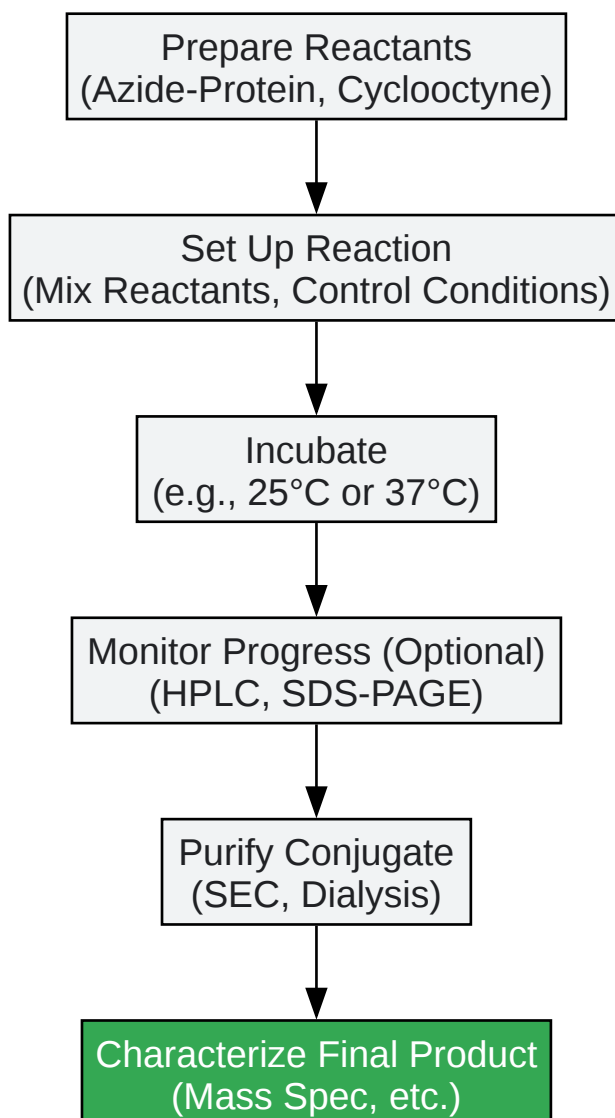 Prepare Reactants
(Azide-Protein, Cyclooctyne)
Set Up Reaction
(Mix Reactants, Control Conditions)
Incubate
(e.g., 25°C or 37°C)
Monitor Progress (Optional)
(HPLC, SDS-PAGE)
Purify Conjugate
(SEC, Dialysis)
Characterize Final Product
(Mass Spec, etc.)